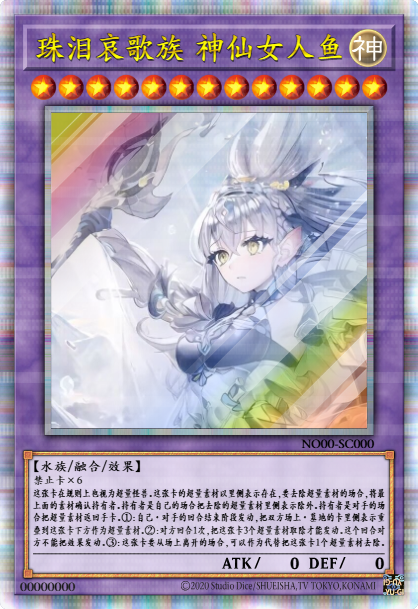 珠泪哀歌族 神仙女人鱼 神
NO00-SC000
【水族/融合/效果】
禁止卡×6
这张卡在规则上也视为超量怪兽。这张卡的超量素材以里侧表示存在,要去除超量素材的场合,将最
上面的素材确认持有者。持有者是自己的场合把去除的超量素材里侧表示除外。持有者是对手的场
合把超量素材返回手卡。①:自己·对手的回合结束阶段发动,把双方场上·墓地的卡里侧表示重
叠到这张卡下方作为超量素材。②:对方回合1次,把这张卡3个超量素材取除才能发动。这个回合对
方不能把效果发动。③:这张卡要从场上离开的场合,可以作为代替把这张卡1个超量素材去除。
ATK/ 0 DEF/ 0
00000000
©2020 Studio Dice/SHUEISHA,TV TOKYO,KONAMI